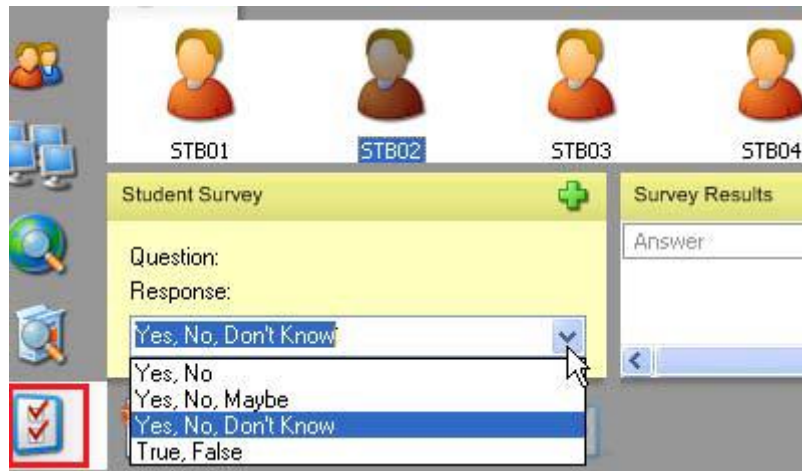 STB01 STB02 STB03 STB04
Student Survey
Survey Results
Question:
Answer
Response:
Yes, No, Don't Know
Yes, No
Yes, No, Maybe
Yes, No, Don't Know
True, False